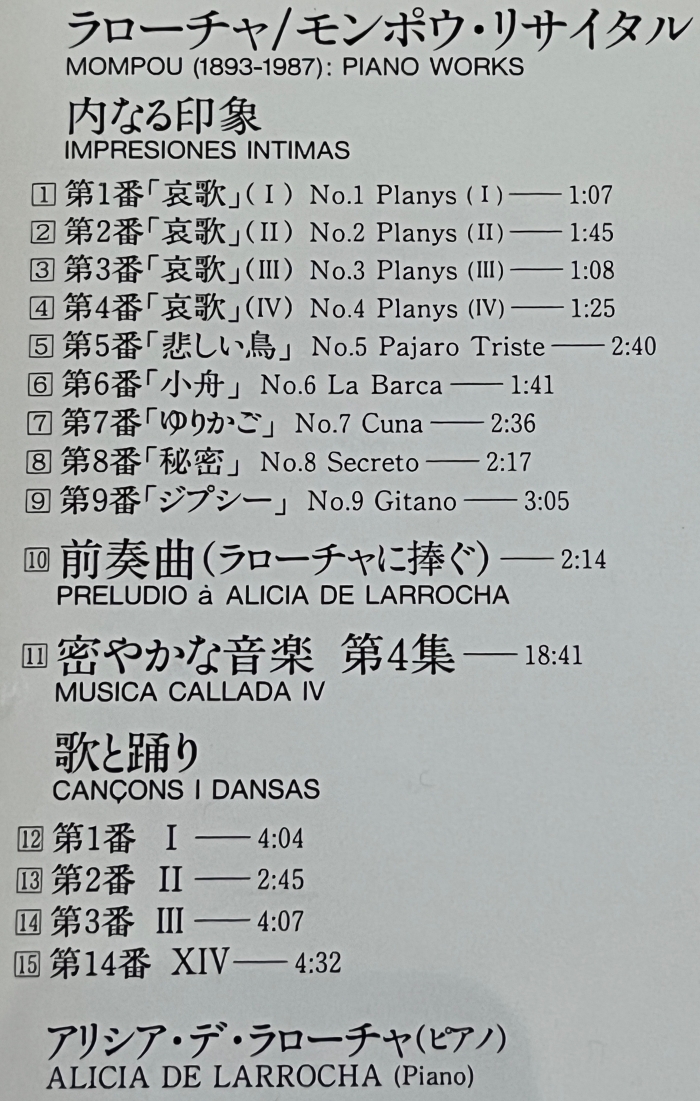 ラローチャ/モンポウ・リサイタル
MOMPOU (1893-1987): PIANO WORKS
内なる印象
IMPRESIONES INTIMAS
1 第1番「哀歌」(I) No.1 Planys (I)—— 1:07
2 第2番「哀歌」(II) No.2 Planys (II)—— 1:45
3 第3番「哀歌」(III) No.3 Planys (III)—— 1:08
4 第4番「哀歌」(IV) No.4 Planys (IV)—— 1:25
5 第5番「悲しい鳥」 No.5 Pajaro Triste —— 2:40
6 第6番「小舟」 No.6 La Barca —— 1:41
7 第7番「ゆりかご」 No.7 Cuna —— 2:36
8 第8番「秘密」 No.8 Secreto —— 2:17
9 第9番「ジプシー」 No.9 Gitano —— 3:05
10 前奏曲(ラローチャに捧ぐ) —— 2:14
PRELUDIO à ALICIA DE LARROCHA
11 密やかな音楽 第4集 —— 18:41
MUSICA CALLADA IV
歌と踊り
CANÇONS I DANSAS
12 第1番 I —— 4:04
13 第2番 II —— 2:45
14 第3番 III —— 4:07
15 第14番 XIV —— 4:32
アリシア・デ・ラローチャ(ピアノ)
ALICIA DE LARROCHA (Piano)